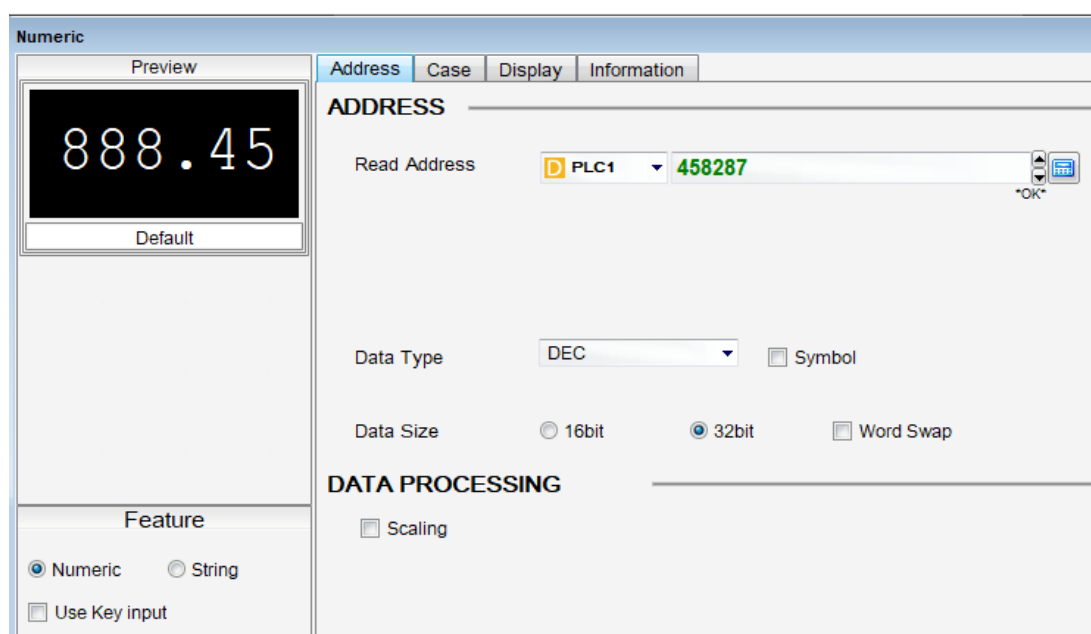 Numeric
Preview
Address Case Display Information
888.45
Default
ADDRESS
Read Address D PLC1 458287
*OK*
Data Type DEC Symbol
Data Size 16bit 32bit Word Swap
DATA PROCESSING
Scaling
Feature
Numeric String
Use Key input